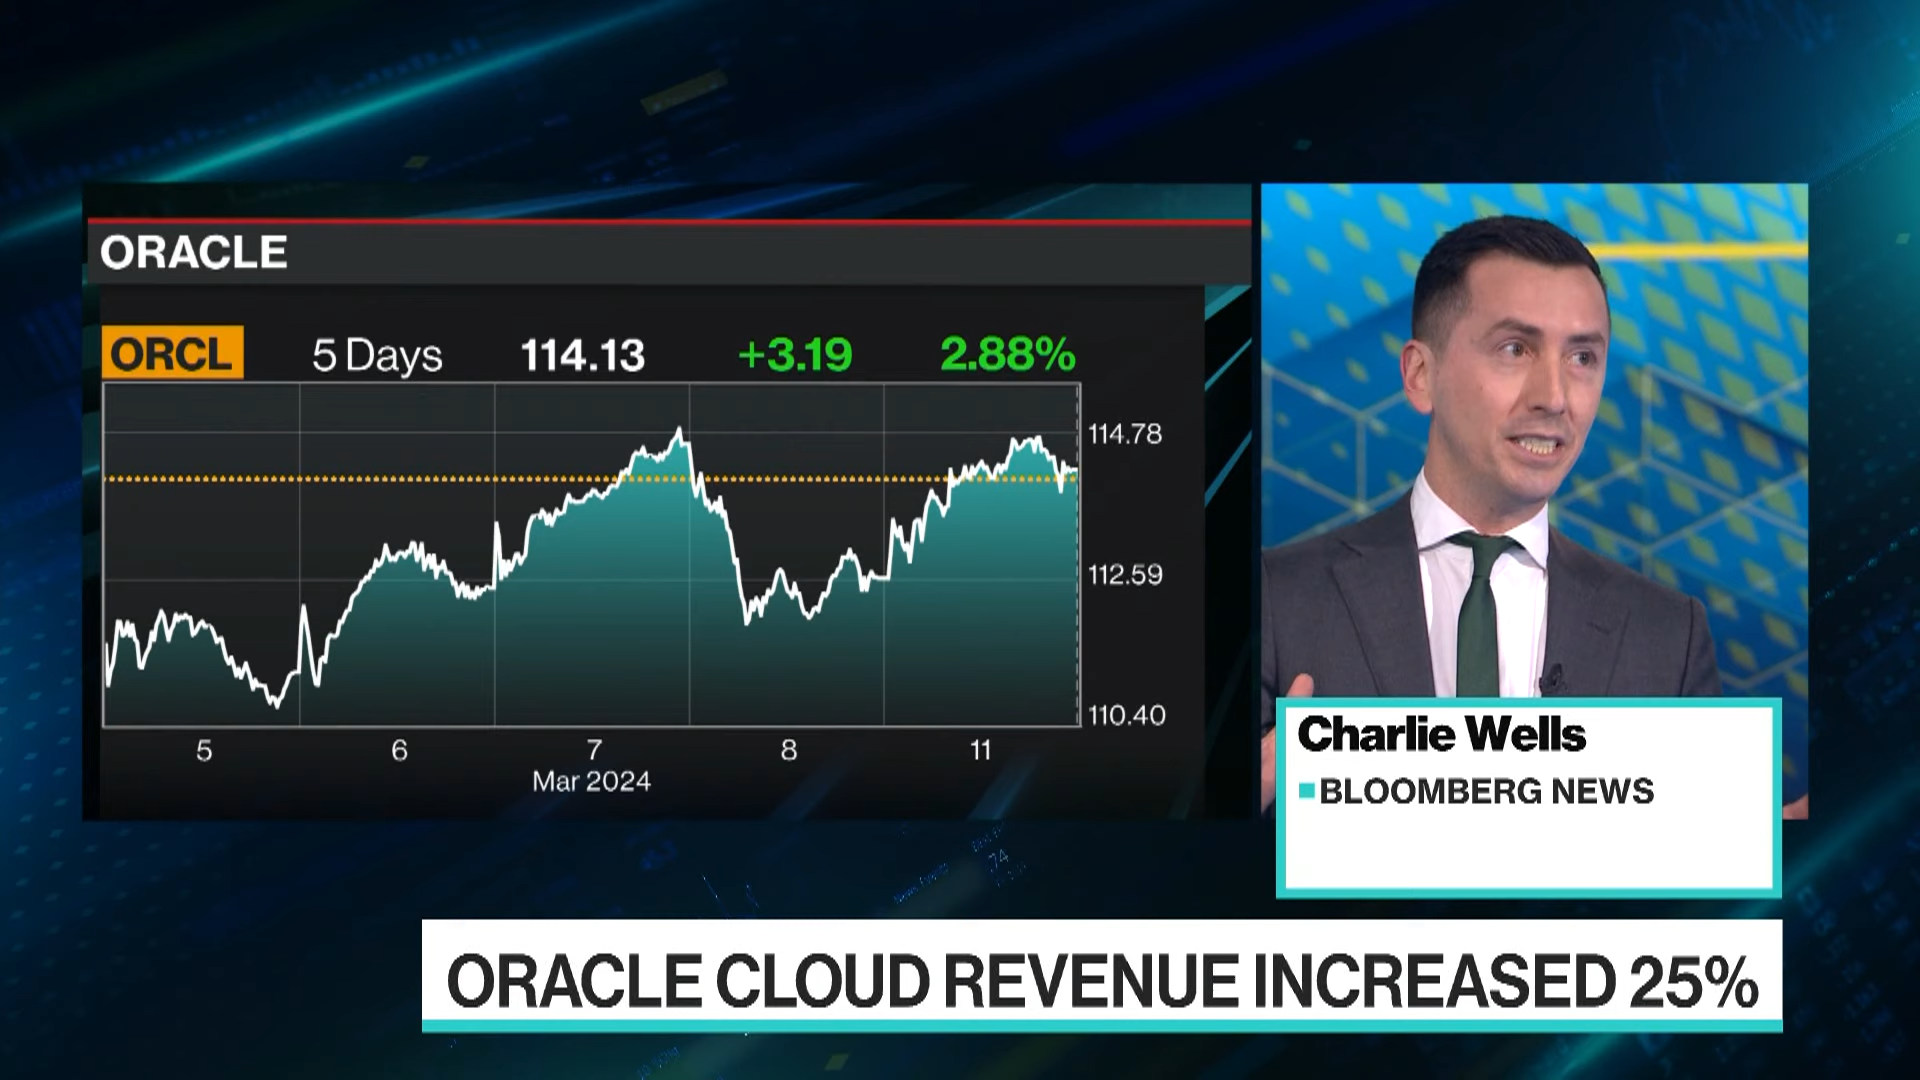 ORACLE
ORCL 5 Days 114.13 +3.19 2.88%
114.78
112.59
110.40
5 6 7 8 11
Mar 2024
Charlie Wells
BLOOMBERG NEWS
ORACLE CLOUD REVENUE INCREASED 25%